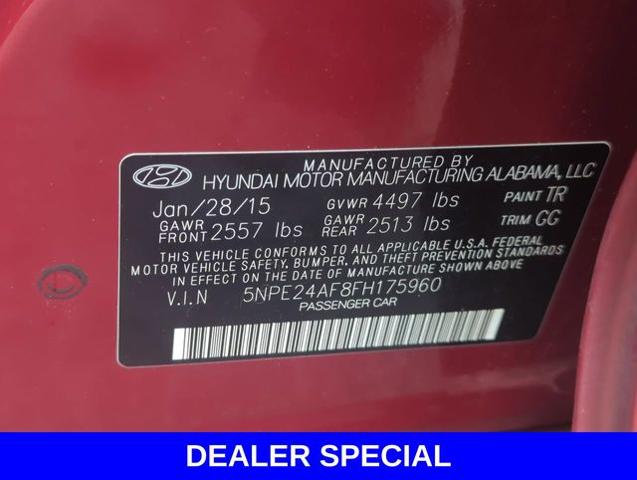 MANUFACTURED BY
HYUNDAI MOTOR MANUFACTURING ALABAMA, LLC
Jan/28/15 GVWR 4497 lbs PAINT TR
GAWR FRONT 2557 lbs GAWR REAR 2513 lbs TRIM GG
THIS VEHICLE CONFORMS TO ALL APPLICABLE U.S.A. FEDERAL
MOTOR VEHICLE SAFETY, BUMPER, AND THEFT PREVENTION STANDARDS
IN EFFECT ON THE DATE OF MANUFACTURE SHOWN ABOVE.
V.I.N 5NPE24AF8FH175960
PASSENGER CAR
DEALER SPECIAL